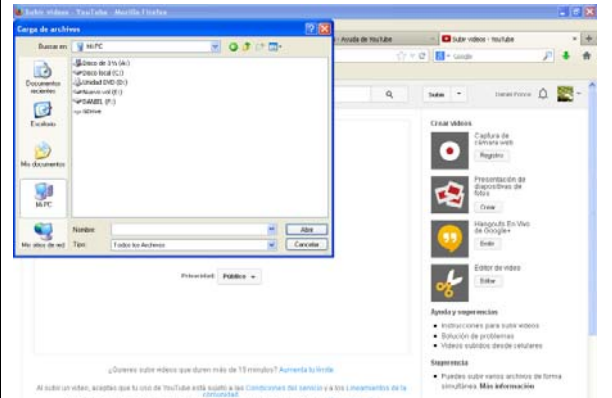 Subir videos - YouTube - Mozilla Firefox
Carga de archivos
Buscar en:
Mi PC
Documentos recientes
Escritorio
Mis documentos
Mi PC
Mis sitios de red
Disco de 3½ (A:)
Disco local (C:)
Unidad DVD (D:)
Nuevo vol (E:)
DANIEL (F:)
Nombre:
Abrir
Tipo:
Todos los Archivos
Cancelar
Ayuda de YouTube
Subir videos - YouTube
Google
Subir
Daniel Ponce
Privacidad: Público
Crear videos
Captura de
cámara web
Registro
Presentación de
diapositivas de
fotos
Crear
Hangouts En Vivo
de Google+
Editor de video
Editar
Ayuda y sugerencias
Instrucciones para subir videos
Solución de problemas
Videos subidos desde celulares
Sugerencia
Puedes subir varios archivos de forma
simultánea. Más información
¿Quieres subir videos que duren más de 15 minutos? Aumenta tu límite
Al subir un video, aceptas que tu uso de YouTube está sujeto a las Condiciones del servicio y a los Lineamientos de la
comunidad